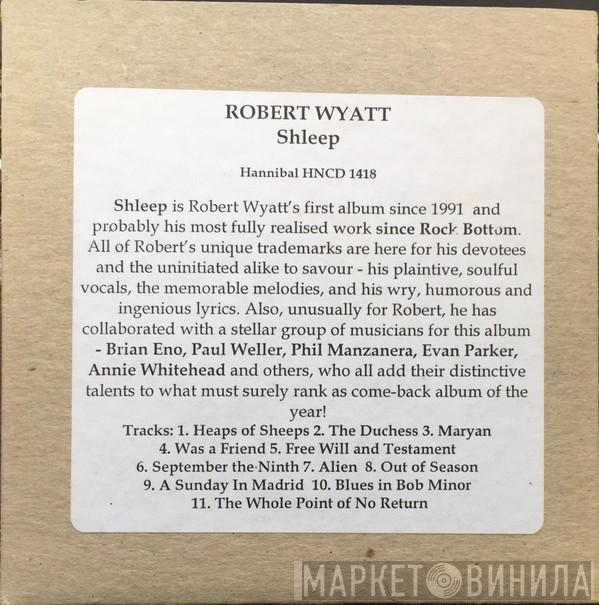 ROBERT WYATT
Shleep
Hannibal HNCD 1418
Shleep is Robert Wyatt's first album since 1991 and
probably his most fully realised work since Rock Bottom.
All of Robert's unique trademarks are here for his devotees
and the uninitiated alike to savour - his plaintive, soulful
vocals, the memorable melodies, and his wry, humorous and
ingenious lyrics. Also, unusually for Robert, he has
collaborated with a stellar group of musicians for this album
- Brian Eno, Paul Weller, Phil Manzanera, Evan Parker,
Annie Whitehead and others, who all add their distinctive
talents to what must surely rank as come-back album of the
year!
Tracks: 1. Heaps of Sheeps 2. The Duchess 3. Maryan
4. Was a Friend 5. Free Will and Testament
6. September the Ninth 7. Alien 8. Out of Season
9. A Sunday In Madrid 10. Blues in Bob Minor
11. The Whole Point of No Return
МАРКЕТ ВИНИЛА